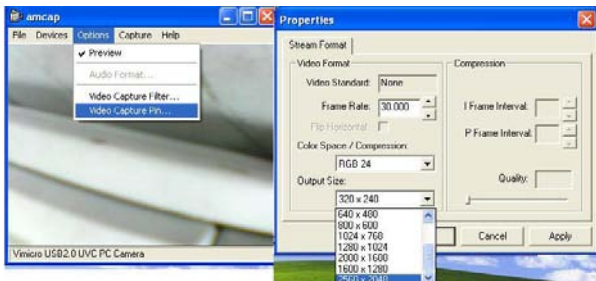 amcap
File Devices Options Capture Help
Preview
Audio Format...
Video Capture Filter...
Video Capture Pin...
Vimicro USB2.0 UVC PC Camera
Properties
Stream Format
Video Format
Video Standard: None
Frame Rate: 30.000
Flip Horizontal:
Color Space / Compression:
RGB 24
Output Size:
320 x 240
640 x 480
800 x 600
1024 x 768
1280 x 1024
2000 x 1600
1600 x 1280
2560 x 2048
Compression
I Frame Interval:
P Frame Interval:
Quality:
Cancel
Apply